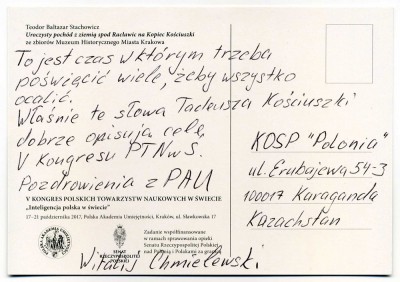 Teodor Baltazar Stachowicz
Uroczysty pochód z ziemią spod Racławic na Kopiec Kościuszki
ze zbiorów Muzeum Historycznego Miasta Krakowa
To jest czas w którym trzeba
poświęcić wiele, żeby wszystko
ocalić.
Właśnie te słowa Tadeusza Kościuszki
dobrze opisują cele
V Kongresu PTNwŚ.
Pozdrowienia z PAU
KOSP "Polonia"
ul. Erubajewa 54-3
100017 Karaganda
Kazachstan
V KONGRES POLSKICH TOWARZYSTW NAUKOWYCH W ŚWIECIE
„Inteligencja polska w świecie”
17-21 października 2017, Polska Akademia Umiejętności, Kraków, ul. Sławkowska 17
SENAT
RZECZYPOSPOLITEJ
POLSKIEJ
Zadanie współfinansowane
w ramach sprawowania opieki
Senatu Rzeczypospolitej Polskiej
nad Polonią i Polakami za granicą
Witalij Chmielewski